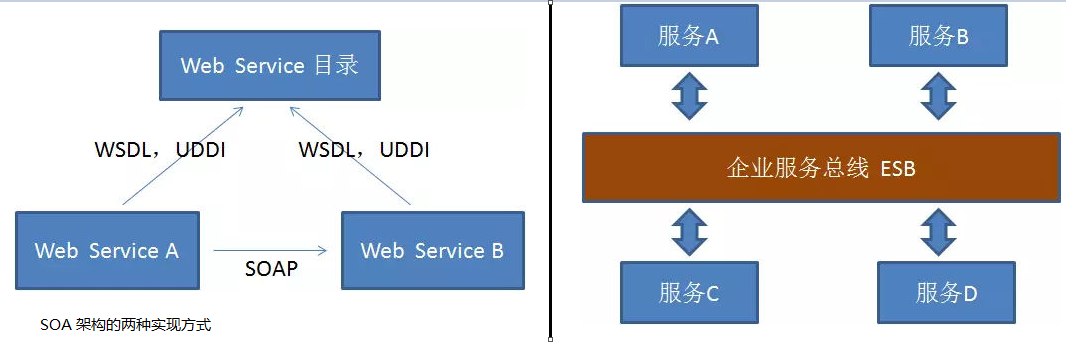 Web Service 目录
WSDL，UDDI
WSDL，UDDI
Web Service A
SOAP
Web Service B
SOA 架构的两种实现方式
服务A
服务B
企业服务总线 ESB
服务C
服务D